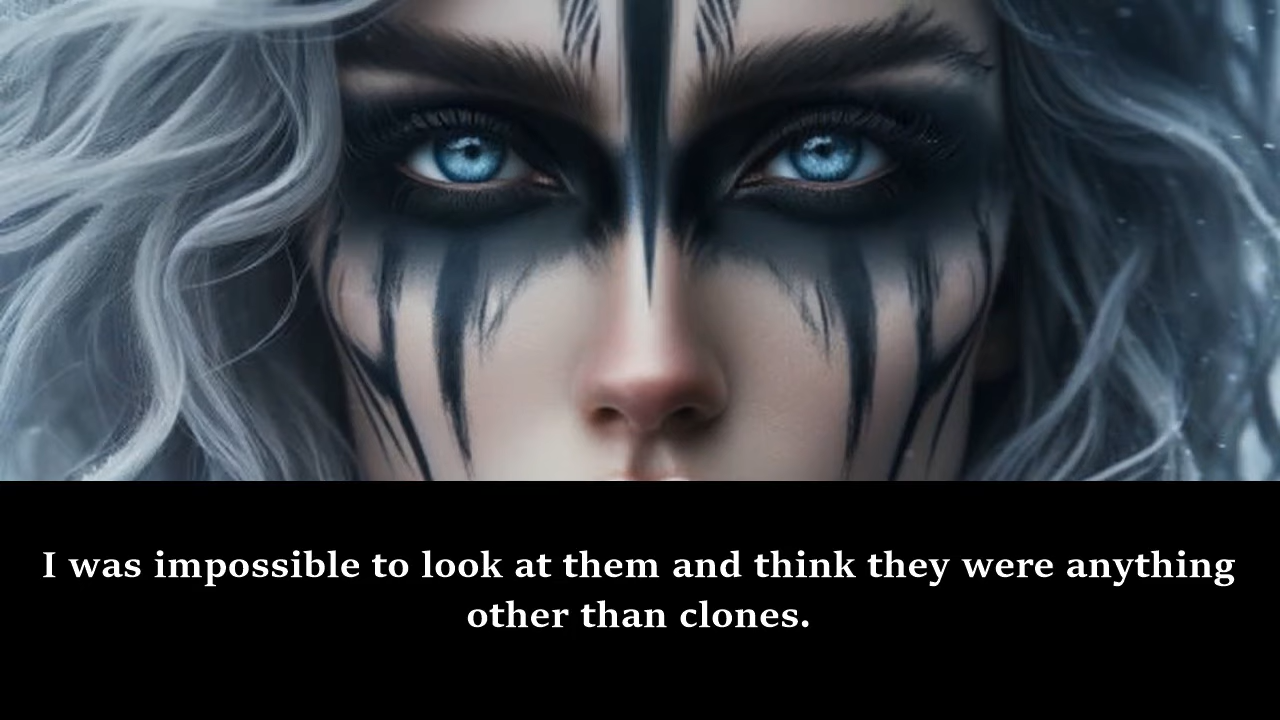 I was impossible to look at them and think they were anything
other than clones.